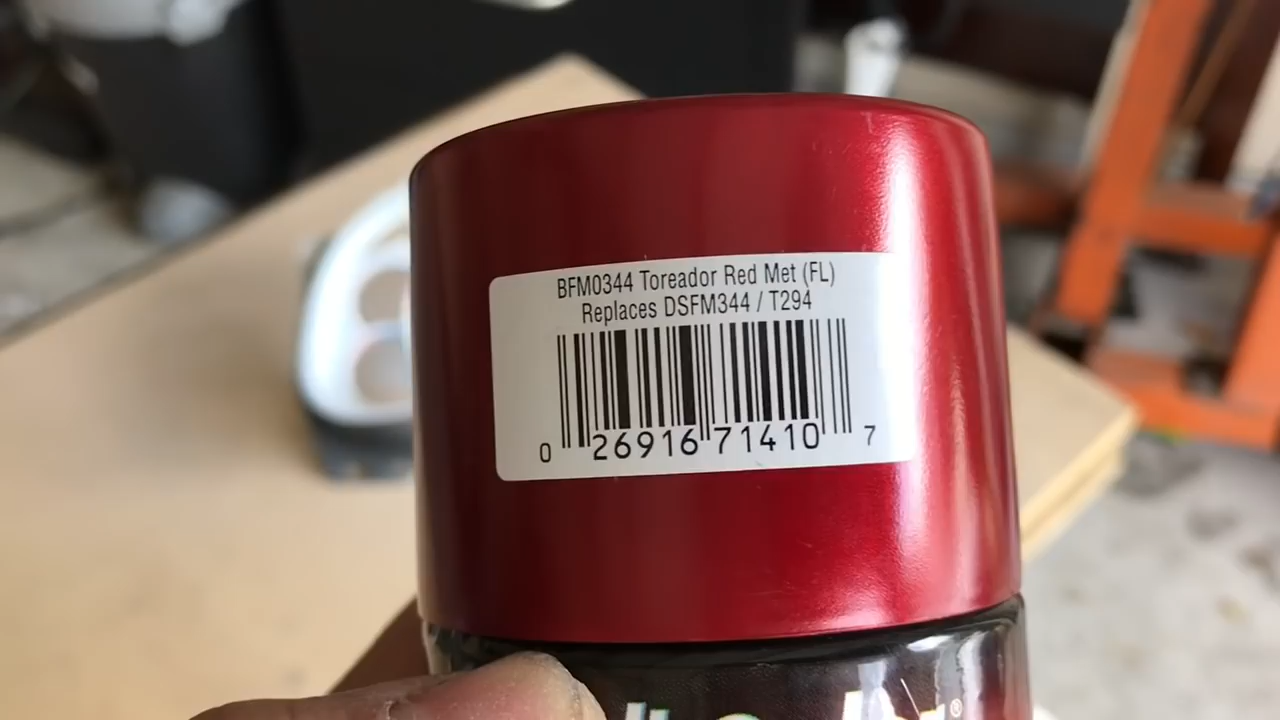 BFM0344 Toreador Red Met (FL)
Replaces DSFM344 / T294
0 26916 71410 7